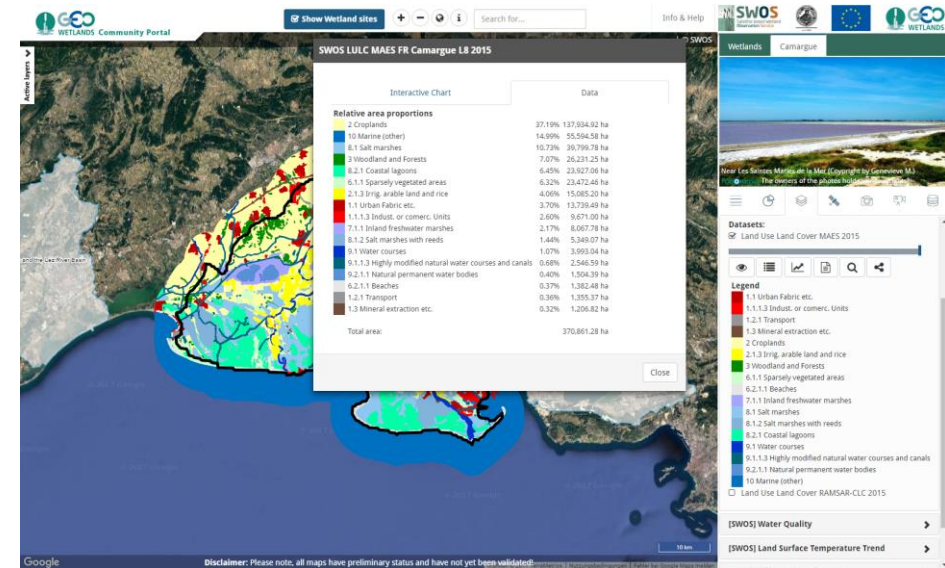 GEO
WETLANDS Community Portal
Show Wetland sites
Search for...
Info & Help
SWOS
GEO
WETLANDS
Active layers
© SWOS
SWOS LULC MAES FR Camargue L8 2015
Interactive Chart
Data
Relative area proportions
2 Croplands 37.19% 137,934.92 ha
10 Marine (other) 14.99% 55,594.58 ha
8.1 Salt marshes 10.73% 39,799.78 ha
3 Woodland and Forests 7.07% 26,231.25 ha
8.2.1 Coastal lagoons 6.45% 23,927.06 ha
6.1.1 Sparsely vegetated areas 6.32% 23,472.46 ha
2.1.3 Irrig. arable land and rice 4.06% 15,085.20 ha
1.1 Urban Fabric etc. 3.70% 13,739.49 ha
1.1.1.3 Indust. or comerc. Units 2.60% 9,671.00 ha
7.1.1 Inland freshwater marshes 2.17% 8,067.78 ha
8.1.2 Salt marshes with reeds 1.44% 5,349.07 ha
9.1 Water courses 1.07% 3,993.04 ha
9.1.1.3 Highly modified natural water courses and canals 0.68% 2,546.59 ha
9.2.1.1 Natural permanent water bodies 0.40% 1,504.39 ha
6.2.1.1 Beaches 0.37% 1,382.48 ha
1.2.1 Transport 0.36% 1,355.37 ha
1.3 Mineral extraction etc. 0.32% 1,206.82 ha
Total area: 370,861.28 ha
Close
10 km
Google
Disclaimer: Please note, all maps have preliminary status and have not yet been validated!
Wetlands
Camargue
Near Les Saintes Maries de la Mer (Copyright by Genevieve M.)
The owners of the photos hold
Datasets:
Land Use Land Cover MAES 2015
Legend
1.1 Urban Fabric etc.
1.1.1.3 Indust. or comerc. Units
1.2.1 Transport
1.3 Mineral extraction etc.
2 Croplands
2.1.3 Irrig. arable land and rice
3 Woodland and Forests
6.1.1 Sparsely vegetated areas
6.2.1.1 Beaches
7.1.1 Inland freshwater marshes
8.1 Salt marshes
8.1.2 Salt marshes with reeds
8.2.1 Coastal lagoons
9.1 Water courses
9.1.1.3 Highly modified natural water courses and canals
9.2.1.1 Natural permanent water bodies
10 Marine (other)
Land Use Land Cover RAMSAR-CLC 2015
[SWOS] Water Quality
[SWOS] Land Surface Temperature Trend